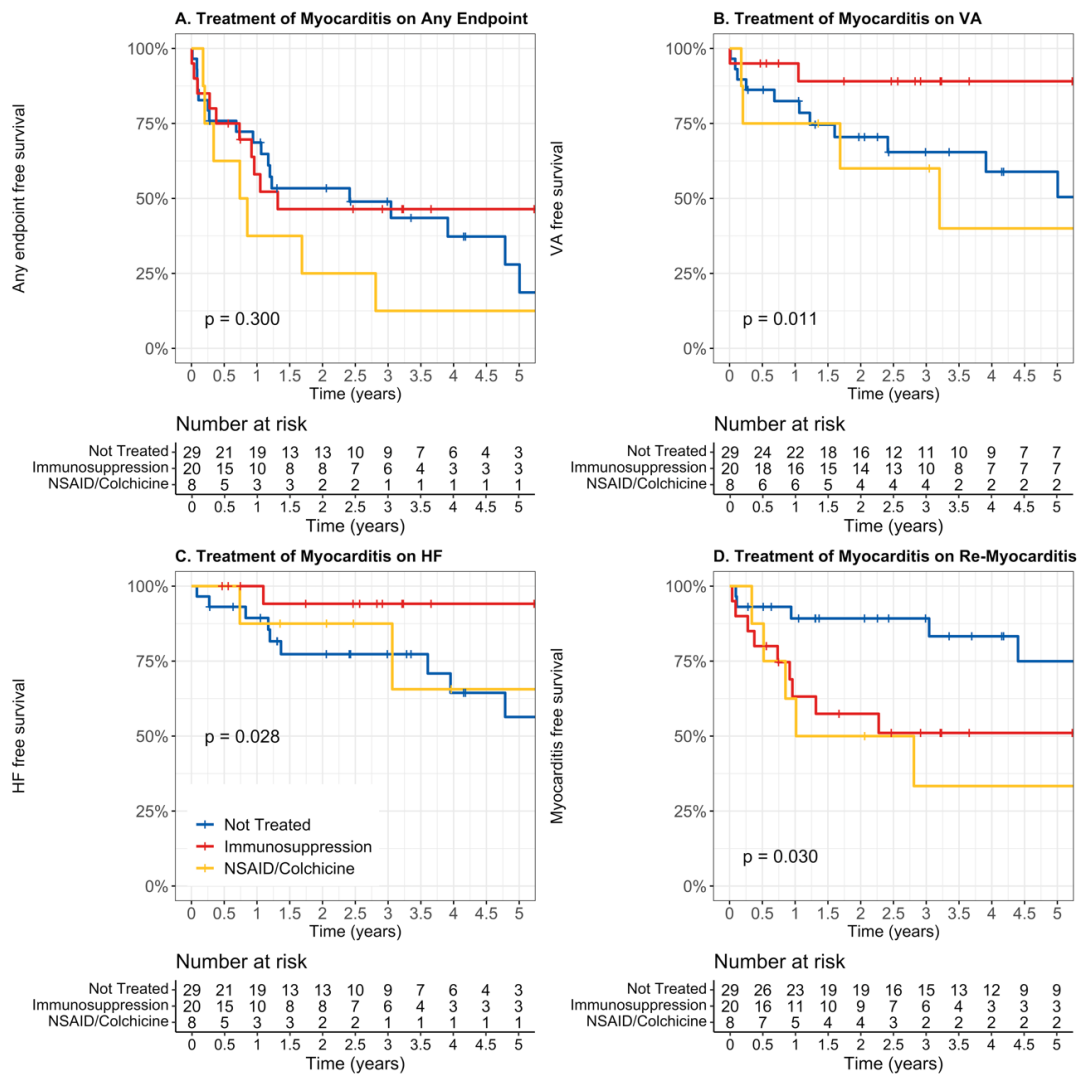 A. Treatment of Myocarditis on Any Endpoint
Any endpoint free survival
100%
75%
50%
25%
0%
p = 0.300
0 0.5 1 1.5 2 2.5 3 3.5 4 4.5 5
Time (years)
Number at risk
Not Treated 29 21 19 13 13 10 9 7 6 4 3
Immunosuppression 20 15 10 8 8 7 6 4 3 3 3
NSAID/Colchicine 8 5 3 3 2 2 1 1 1 1 1
0 0.5 1 1.5 2 2.5 3 3.5 4 4.5 5
Time (years)
B. Treatment of Myocarditis on VA
VA free survival
100%
75%
50%
25%
0%
p = 0.011
0 0.5 1 1.5 2 2.5 3 3.5 4 4.5 5
Time (years)
Number at risk
Not Treated 29 24 22 18 16 12 11 10 9 7 7
Immunosuppression 20 18 16 15 14 13 10 8 7 7 7
NSAID/Colchicine 8 6 6 5 4 4 4 2 2 2 2
0 0.5 1 1.5 2 2.5 3 3.5 4 4.5 5
Time (years)
C. Treatment of Myocarditis on HF
HF free survival
100%
75%
50%
25%
0%
p = 0.028
Not Treated
Immunosuppression
NSAID/Colchicine
0 0.5 1 1.5 2 2.5 3 3.5 4 4.5 5
Time (years)
Number at risk
Not Treated 29 21 19 13 13 10 9 7 6 4 3
Immunosuppression 20 15 10 8 8 7 6 4 3 3 3
NSAID/Colchicine 8 5 3 3 2 2 1 1 1 1 1
0 0.5 1 1.5 2 2.5 3 3.5 4 4.5 5
Time (years)
D. Treatment of Myocarditis on Re-Myocarditis
Myocarditis free survival
100%
75%
50%
25%
0%
p = 0.030
0 0.5 1 1.5 2 2.5 3 3.5 4 4.5 5
Time (years)
Number at risk
Not Treated 29 26 23 19 19 16 15 13 12 9 9
Immunosuppression 20 16 11 10 9 7 6 4 3 3 3
NSAID/Colchicine 8 7 5 4 4 3 2 2 2 2 2
0 0.5 1 1.5 2 2.5 3 3.5 4 4.5 5
Time (years)